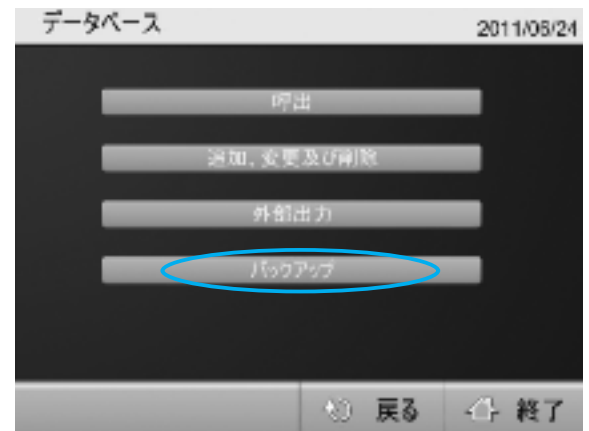 データベース 2011/06/24
呼出
追加、変更及び削除
外部出力
バックアップ
戻る 終了